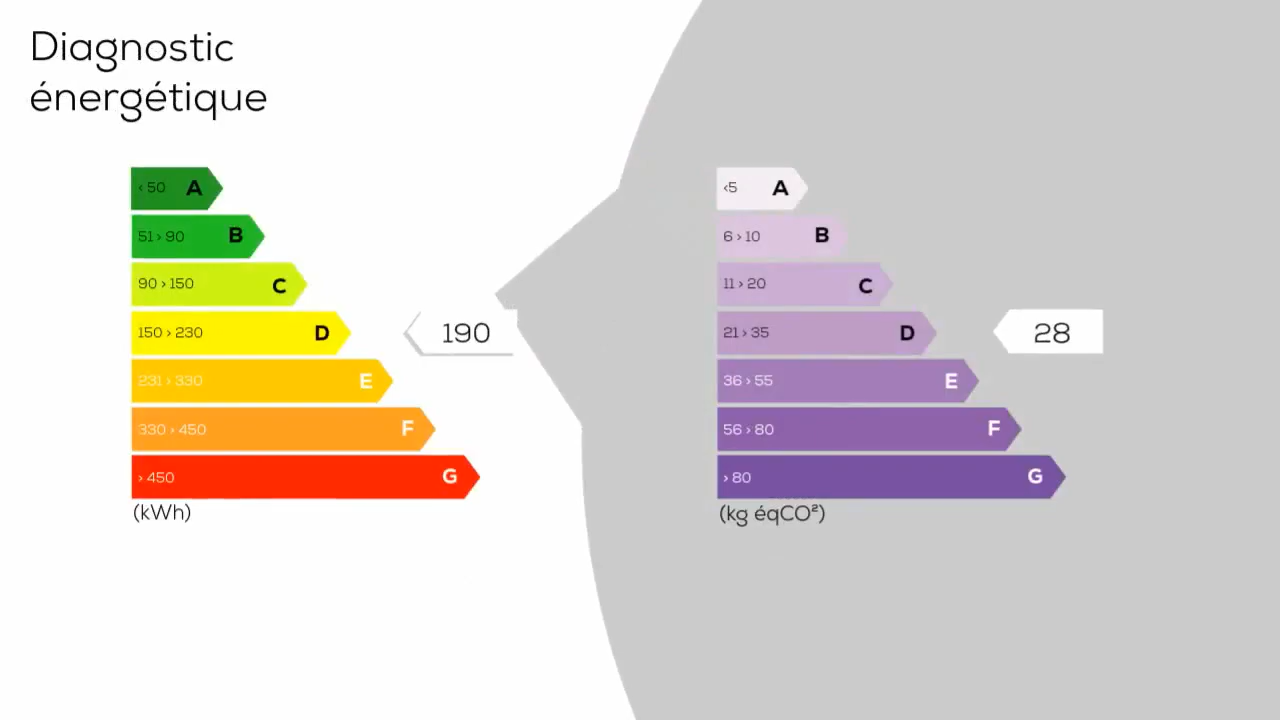 Diagnostic
énergétique
< 50 A
51 > 90 B
90 > 150 C
150 > 230 D
231 > 330 E
330 > 450 F
> 450 G
(kWh)
190
<5 A
6 > 10 B
11 > 20 C
21 > 35 D
36 > 55 E
56 > 80 F
> 80 G
(kg éqCO²)
28